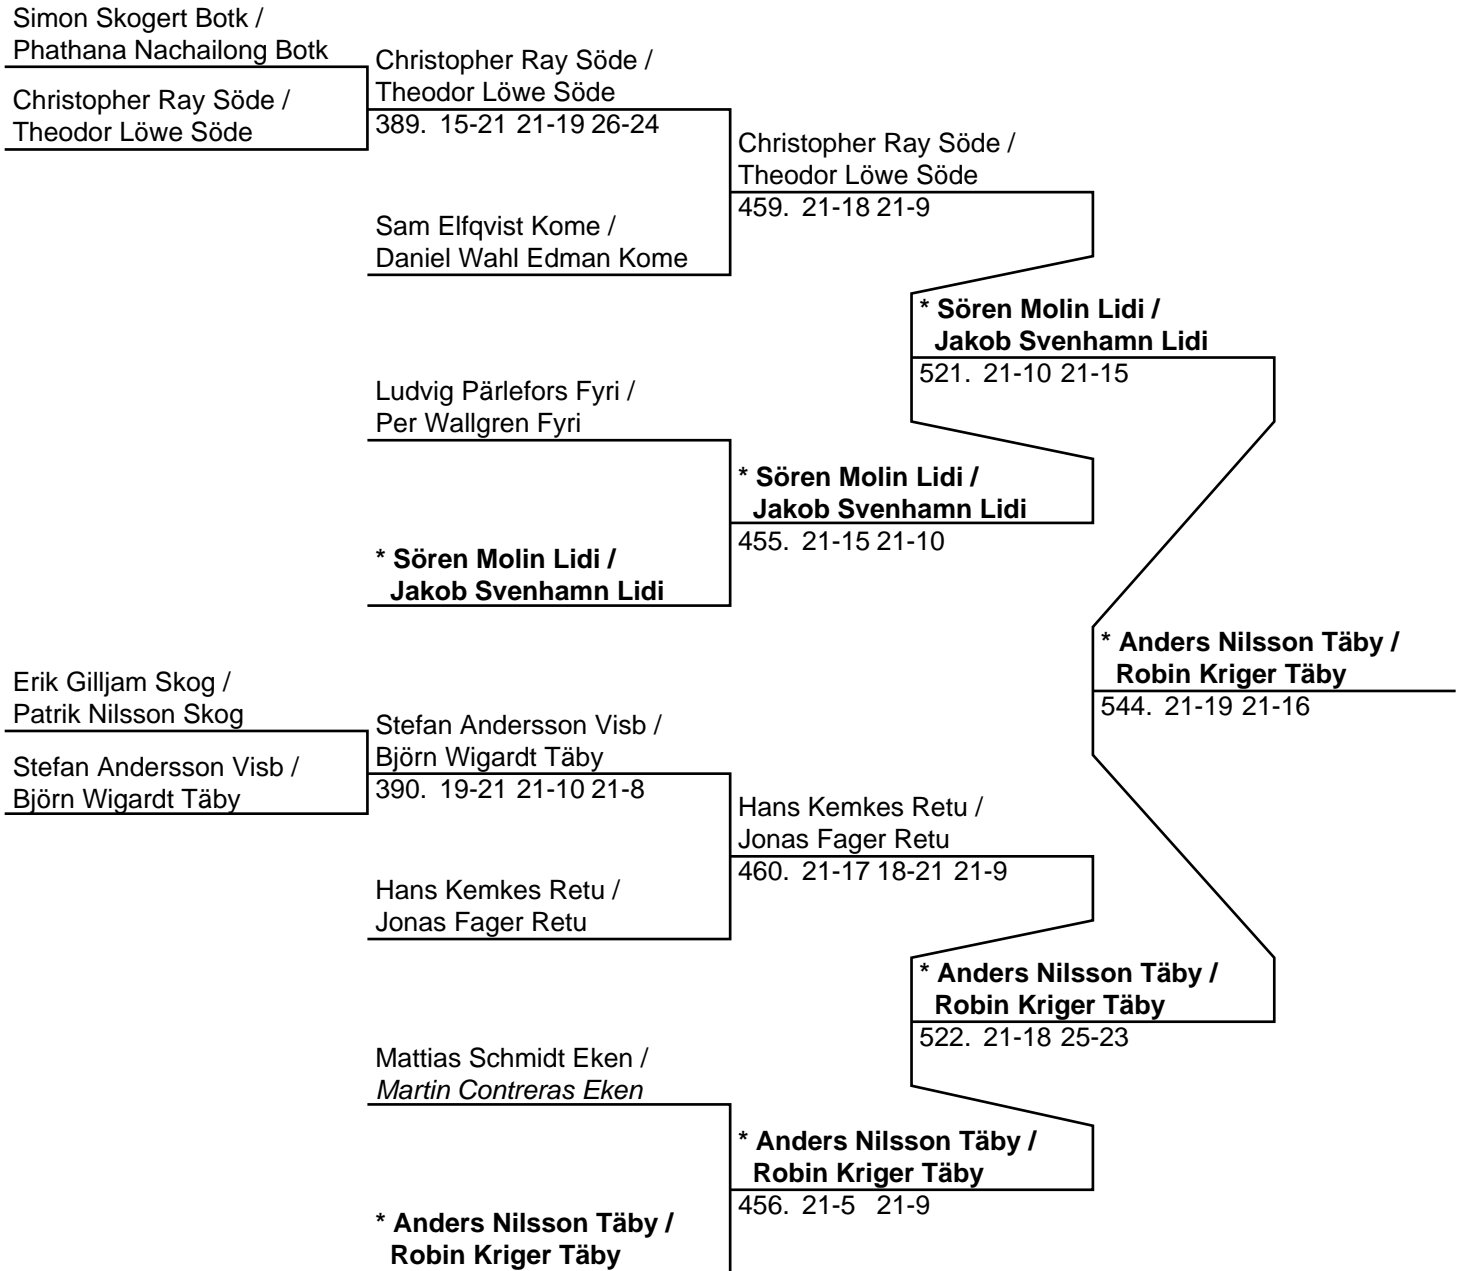 Simon Skogert Botk /
Phathana Nachailong Botk
Christopher Ray Söde /
Theodor Löwe Söde
Christopher Ray Söde /
Theodor Löwe Söde
389. 15-21 21-19 26-24
Christopher Ray Söde /
Theodor Löwe Söde
459. 21-18 21-9
Sam Elfqvist Kome /
Daniel Wahl Edman Kome
* Sören Molin Lidi /
Jakob Svenhamn Lidi
521. 21-10 21-15
Ludvig Pärlefors Fyri /
Per Wallgren Fyri
* Sören Molin Lidi /
Jakob Svenhamn Lidi
455. 21-15 21-10
* Sören Molin Lidi /
Jakob Svenhamn Lidi
* Anders Nilsson Täby /
Robin Kriger Täby
544. 21-19 21-16
Erik Gilljam Skog /
Patrik Nilsson Skog
Stefan Andersson Visb /
Björn Wigardt Täby
Stefan Andersson Visb /
Björn Wigardt Täby
390. 19-21 21-10 21-8
Hans Kemkes Retu /
Jonas Fager Retu
460. 21-17 18-21 21-9
Hans Kemkes Retu /
Jonas Fager Retu
* Anders Nilsson Täby /
Robin Kriger Täby
522. 21-18 25-23
Mattias Schmidt Eken /
Martin Contreras Eken
* Anders Nilsson Täby /
Robin Kriger Täby
456. 21-5 21-9
* Anders Nilsson Täby /
Robin Kriger Täby